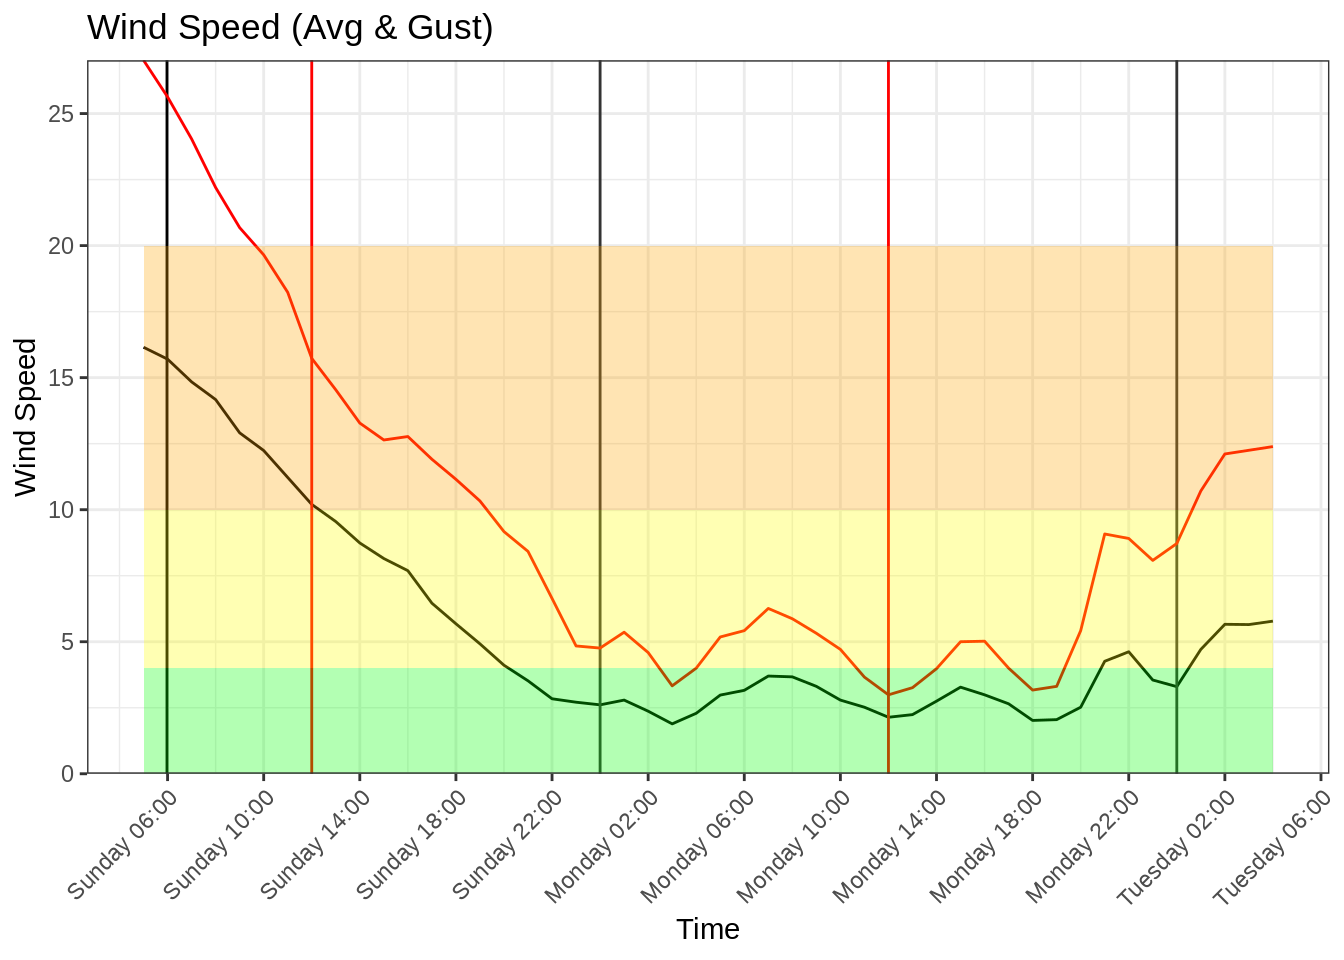 Wind Speed (Avg & Gust)
Wind Speed
25
20
15
10
5
0
Sunday 06:00
Sunday 10:00
Sunday 14:00
Sunday 18:00
Sunday 22:00
Monday 02:00
Monday 06:00
Monday 10:00
Monday 14:00
Monday 18:00
Monday 22:00
Tuesday 02:00
Tuesday 06:00
Time